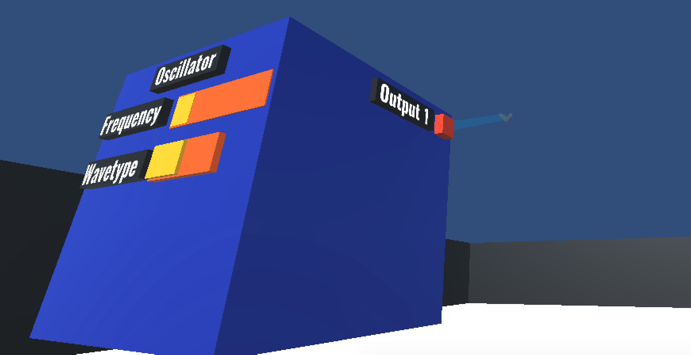 Oscillator
Frequency
Wavetype
Output 1